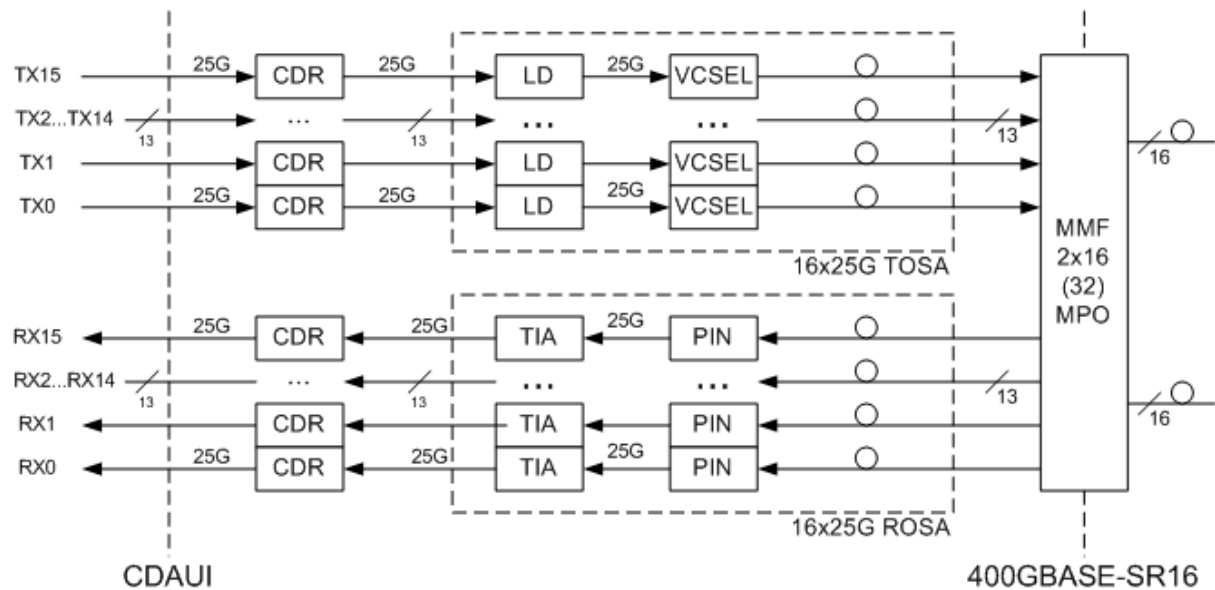 TX15 25G CDR 25G LD 25G VCSEL
TX2...TX14 13 ... 13 ... ... 13
16
TX1 CDR LD VCSEL
TX0 25G CDR 25G LD 25G VCSEL
16x25G TOSA
MMF
2x16
(32)
MPO
RX15 25G CDR 25G TIA 25G PIN
RX2...RX14 13 ... 13 ... ... 13
16
RX1 CDR TIA PIN
RX0 25G CDR 25G TIA 25G PIN
16x25G ROSA
CDAUI 400GBASE-SR16